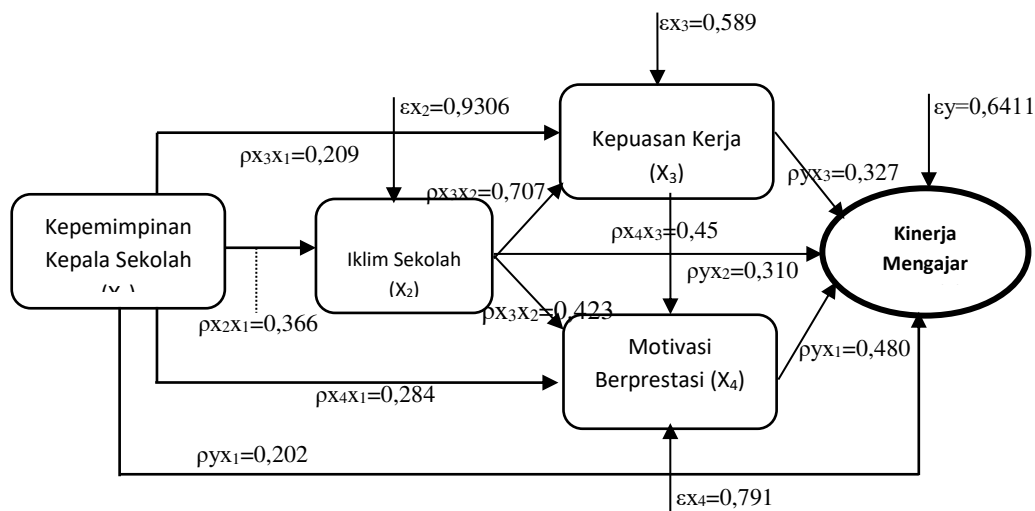 εx₃=0,589
εx₂=0,9306
εy=0,6411
ρx₃x₁=0,209
Kepuasan Kerja
(X₃)
ρyx₃=0,327
ρx₃x₂=0,707
Kepemimpinan
Kepala Sekolah
Iklim Sekolah
(X₂)
ρx₄x₃=0,45
ρyx₂=0,310
Kinerja
Mengajar
ρx₂x₁=0,366
ρx₃x₂=0,423
Motivasi
Berprestasi (X₄)
ρyx₁=0,480
ρx₄x₁=0,284
ρyx₁=0,202
εx₄=0,791